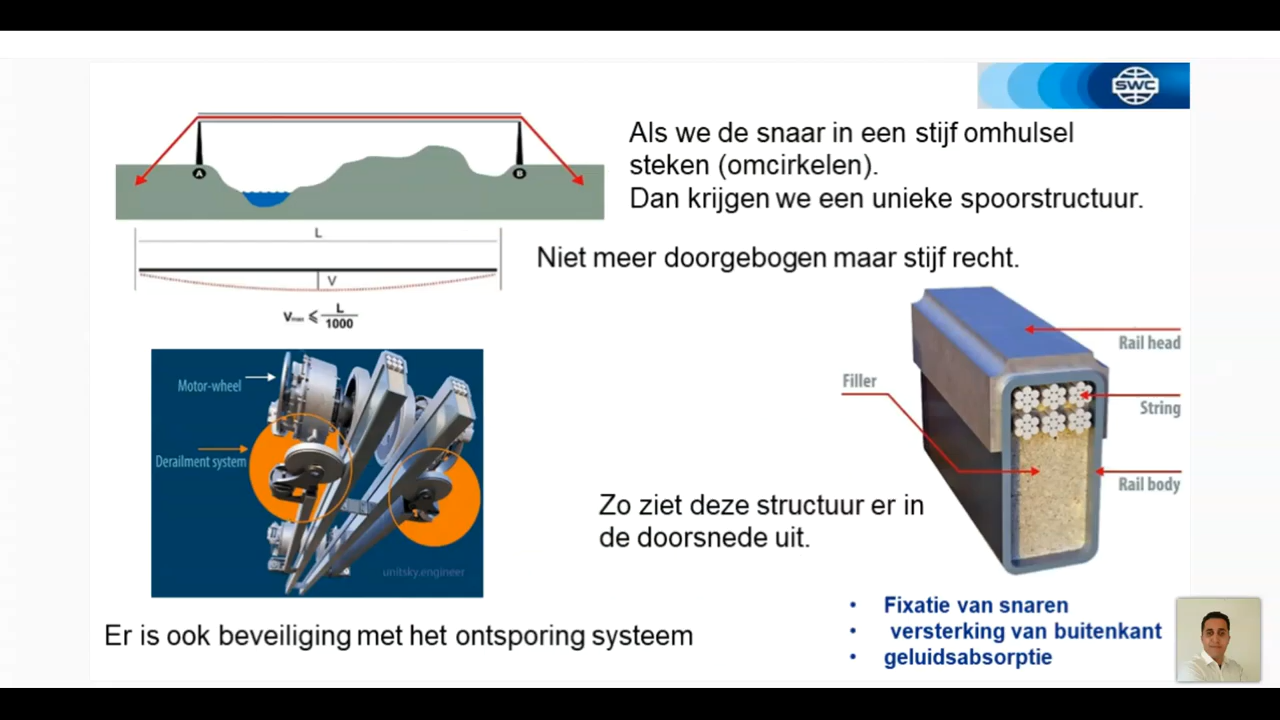 SWC
Als we de snaar in een stijf omhulsel
steken (omcirkelen).
Dan krijgen we een unieke spoorstructuur.
A
B
L
Niet meer doorgebogen maar stijf recht.
V
Vmax ⩽ L
1000
Rail head
Filler
String
Motor-wheel
Derailment system
Rail body
Zo ziet deze structuur er in
de doorsnede uit.
unitsky.engineer
• Fixatie van snaren
• versterking van buitenkant
• geluidsabsorptie
Er is ook beveiliging met het ontsporing systeem